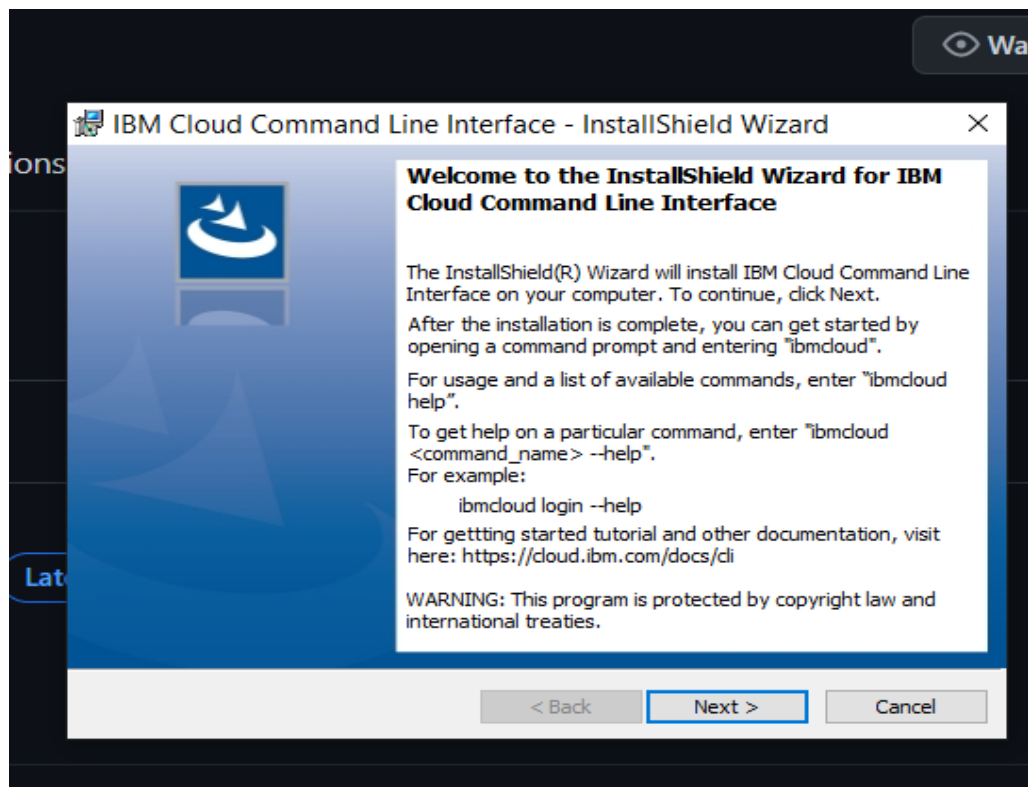 Wa
IBM Cloud Command Line Interface - InstallShield Wizard
ions
Welcome to the InstallShield Wizard for IBM
Cloud Command Line Interface
The InstallShield(R) Wizard will install IBM Cloud Command Line
Interface on your computer. To continue, click Next.
After the installation is complete, you can get started by
opening a command prompt and entering "ibmcloud".
For usage and a list of available commands, enter “ibmcloud
help”.
To get help on a particular command, enter "ibmcloud
<command_name> --help".
For example:
ibmcloud login --help
For gettting started tutorial and other documentation, visit
here: https://cloud.ibm.com/docs/cli
Lat
WARNING: This program is protected by copyright law and
international treaties.
< Back Next > Cancel